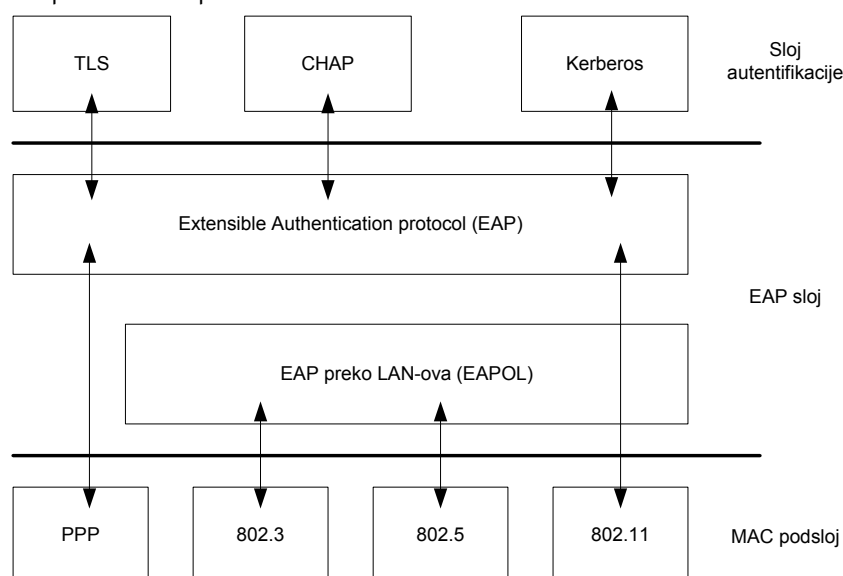 TLS
CHAP
Kerberos
Sloj
autentifikacije
Extensible Authentication protocol (EAP)
EAP sloj
EAP preko LAN-ova (EAPOL)
PPP
802.3
802.5
802.11
MAC podsloj